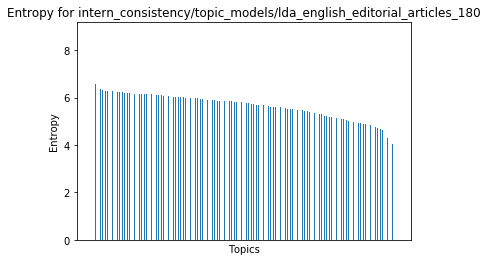 Entropy for intern_consistency/topic_models/lda_english_editorial_articles_180
8
6
4
2
0
Entropy
Topics